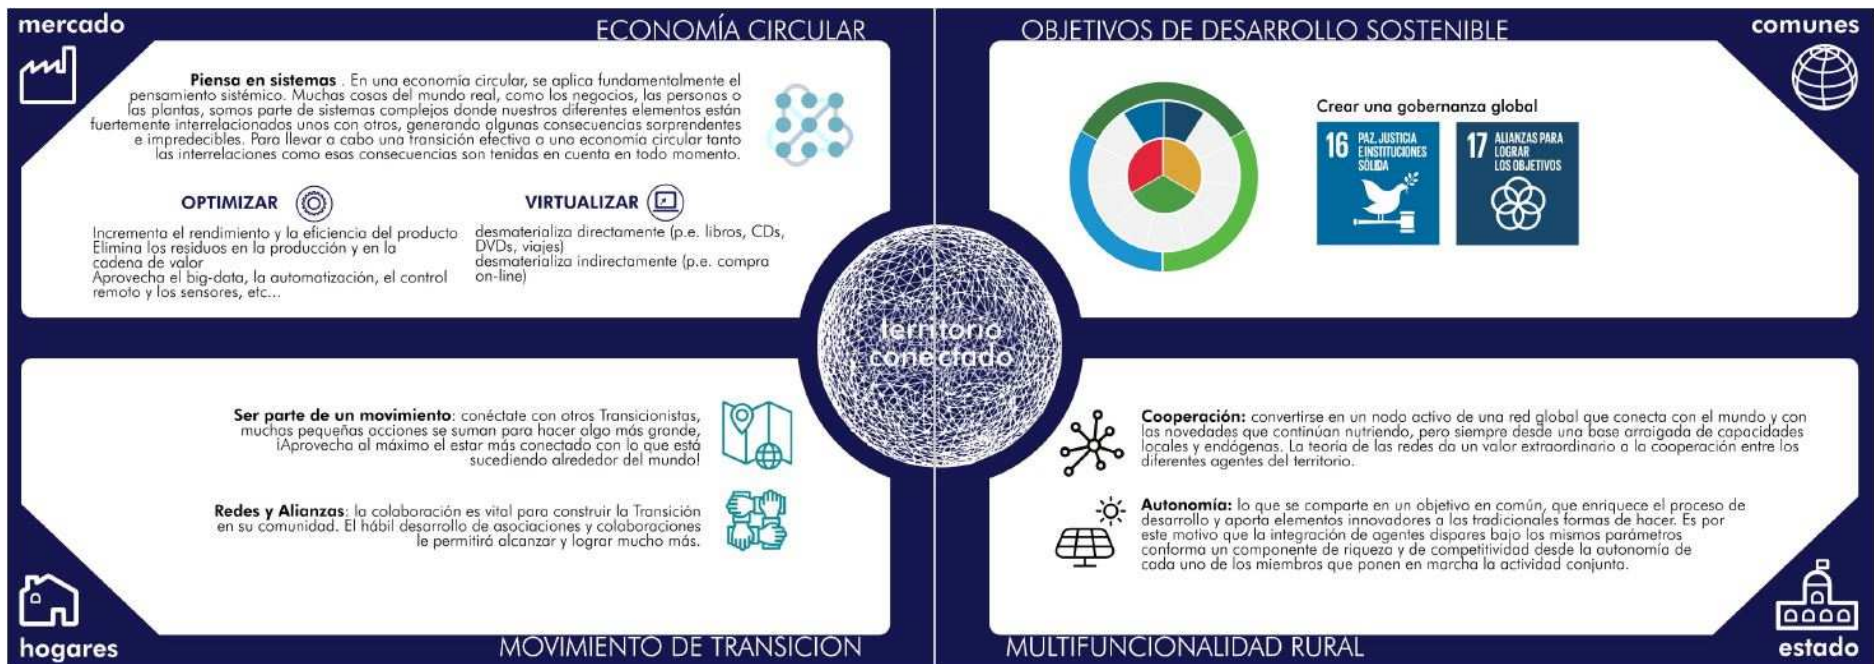 mercado
ECONOMÍA CIRCULAR
Piensa en sistemas . En una economía circular, se aplica fundamentalmente el
pensamiento sistémico. Muchas cosas del mundo real, como los negocios, las personas o
las plantas, somos parte de sistemas complejos donde nuestros diferentes elementos están
fuertemente interrelacionados unos con otros, generando algunas consecuencias sorprendentes
e impredecibles. Para llevar a cabo una transición efectiva a una economía circular tanto
las interrelaciones como esas consecuencias son tenidas en cuenta en todo momento.
OPTIMIZAR
Incrementa el rendimiento y la eficiencia del producto
Elimina los residuos en la producción y en la
cadena de valor
Aprovecha el big-data, la automatización, el control
remoto y los sensores, etc...
VIRTUALIZAR
desmaterializa directamente (p.e. libros, CDs,
DVDs, viajes)
desmaterializa indirectamente (p.e. compra
on-line)
OBJETIVOS DE DESARROLLO SOSTENIBLE
comunes
Crear una gobernanza global
16 PAZ, JUSTICIA
E INSTITUCIONES
SÓLIDA
17 ALIANZAS PARA
LOGRAR
LOS OBJETIVOS
territorio
conectado
Ser parte de un movimiento: conéctate con otros Transicionistas,
muchas pequeñas acciones se suman para hacer algo más grande,
¡Aprovecha al máximo el estar más conectado con lo que está
sucediendo alrededor del mundo!
Redes y Alianzas: la colaboración es vital para construir la Transición
en su comunidad. El hábil desarrollo de asociaciones y colaboraciones
le permitirá alcanzar y lograr mucho más.
hogares
MOVIMIENTO DE TRANSICION
Cooperación: convertirse en un nodo activo de una red global que conecta con el mundo y con
las novedades que continúan nutriendo, pero siempre desde una base arraigada de capacidades
locales y endógenas. La teoría de las redes da un valor extraordinario a la cooperación entre los
diferentes agentes del territorio.
Autonomía: lo que se comparte en un objetivo en común, que enriquece el proceso de
desarrollo y aporta elementos innovadores a las tradicionales formas de hacer. Es por
este motivo que la integración de agentes dispares bajo los mismos parámetros
conforma un componente de riqueza y de competitividad desde la autonomía de
cada uno de los miembros que ponen en marcha la actividad conjunta.
MULTIFUNCIONALIDAD RURAL
estado